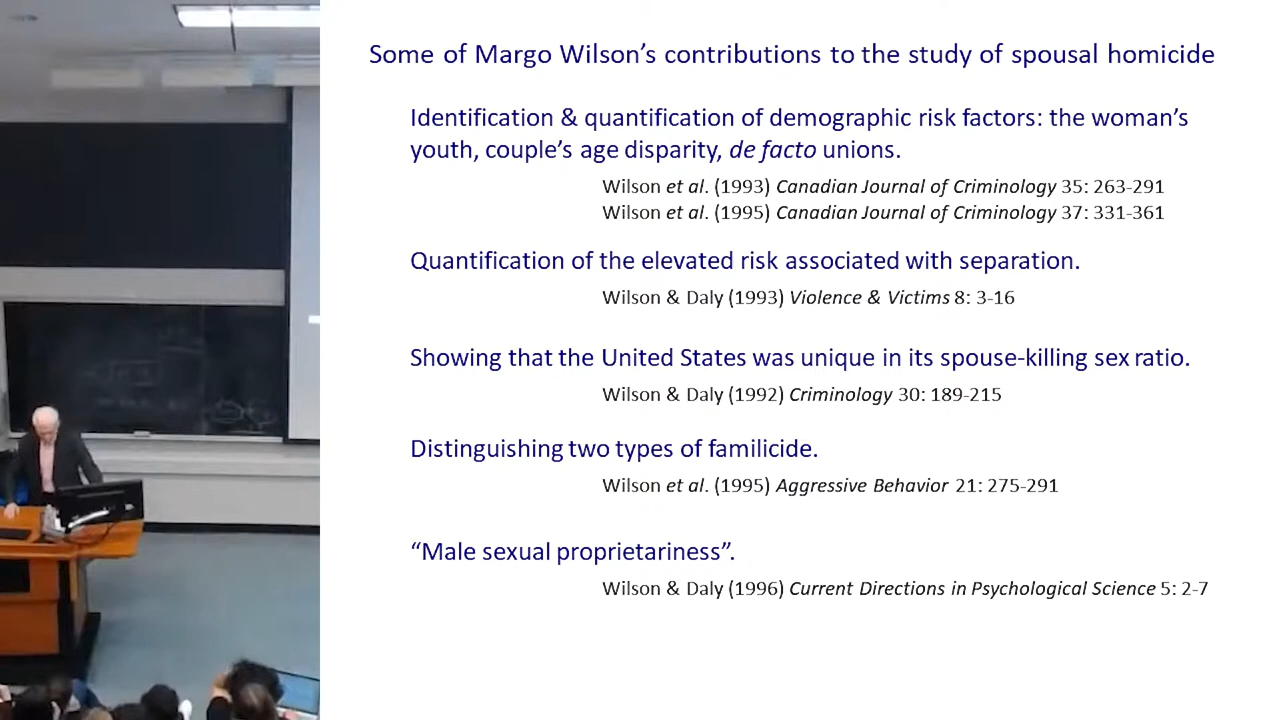 Some of Margo Wilson’s contributions to the study of spousal homicide
Identification & quantification of demographic risk factors: the woman’s
youth, couple’s age disparity, de facto unions.
Wilson et al. (1993) Canadian Journal of Criminology 35: 263-291
Wilson et al. (1995) Canadian Journal of Criminology 37: 331-361
Quantification of the elevated risk associated with separation.
Wilson & Daly (1993) Violence & Victims 8: 3-16
Showing that the United States was unique in its spouse-killing sex ratio.
Wilson & Daly (1992) Criminology 30: 189-215
Distinguishing two types of familicide.
Wilson et al. (1995) Aggressive Behavior 21: 275-291
“Male sexual proprietariness”.
Wilson & Daly (1996) Current Directions in Psychological Science 5: 2-7